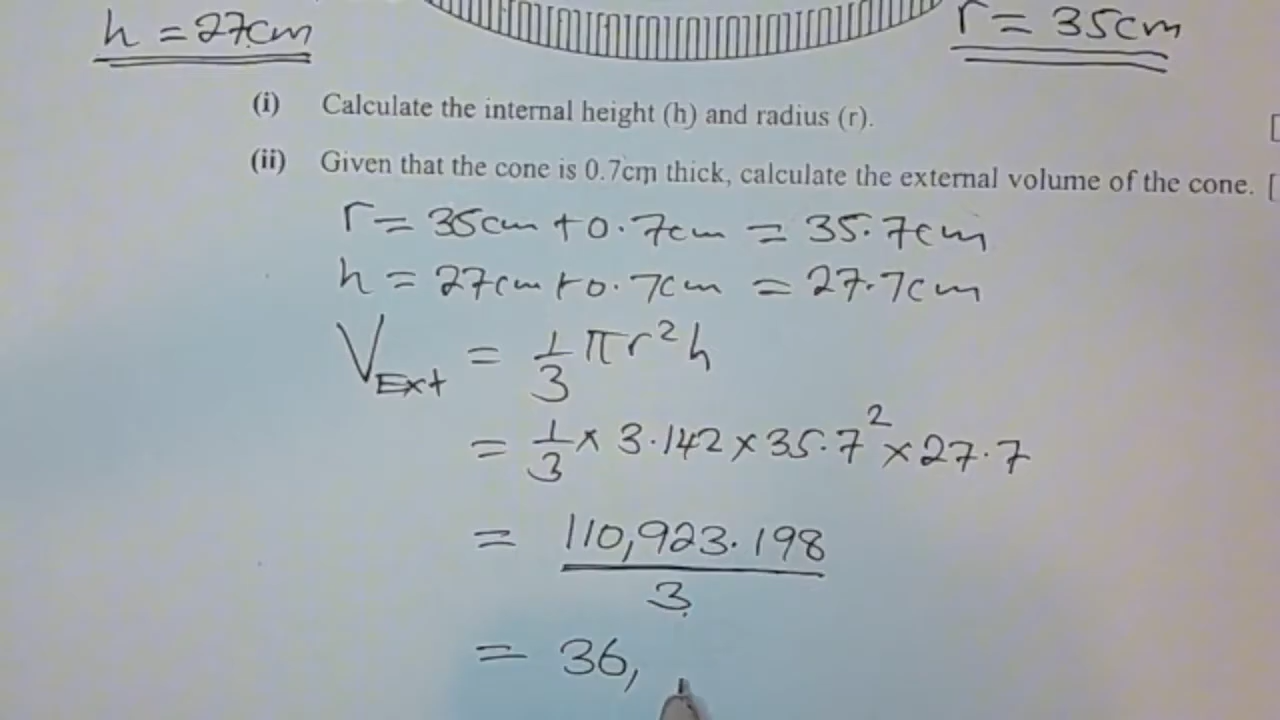 h = 27cm
r = 35cm
(i) Calculate the internal height (h) and radius (r).
(ii) Given that the cone is 0.7cm thick, calculate the external volume of the cone. [
r = 35cm + 0.7cm = 35.7cm
h = 27cm + 0.7cm = 27.7cm
V_Ext = 1/3 πr²h
= 1/3 × 3.142 × 35.7² × 27.7
= 110,923.198 / 3
= 36,